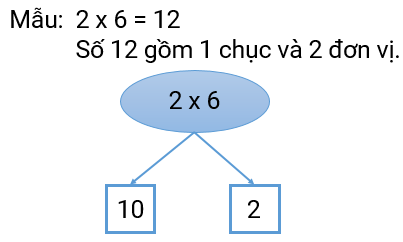 Mẫu: 2 x 6 = 12
Số 12 gồm 1 chục và 2 đơn vị.
2 x 6
10 2